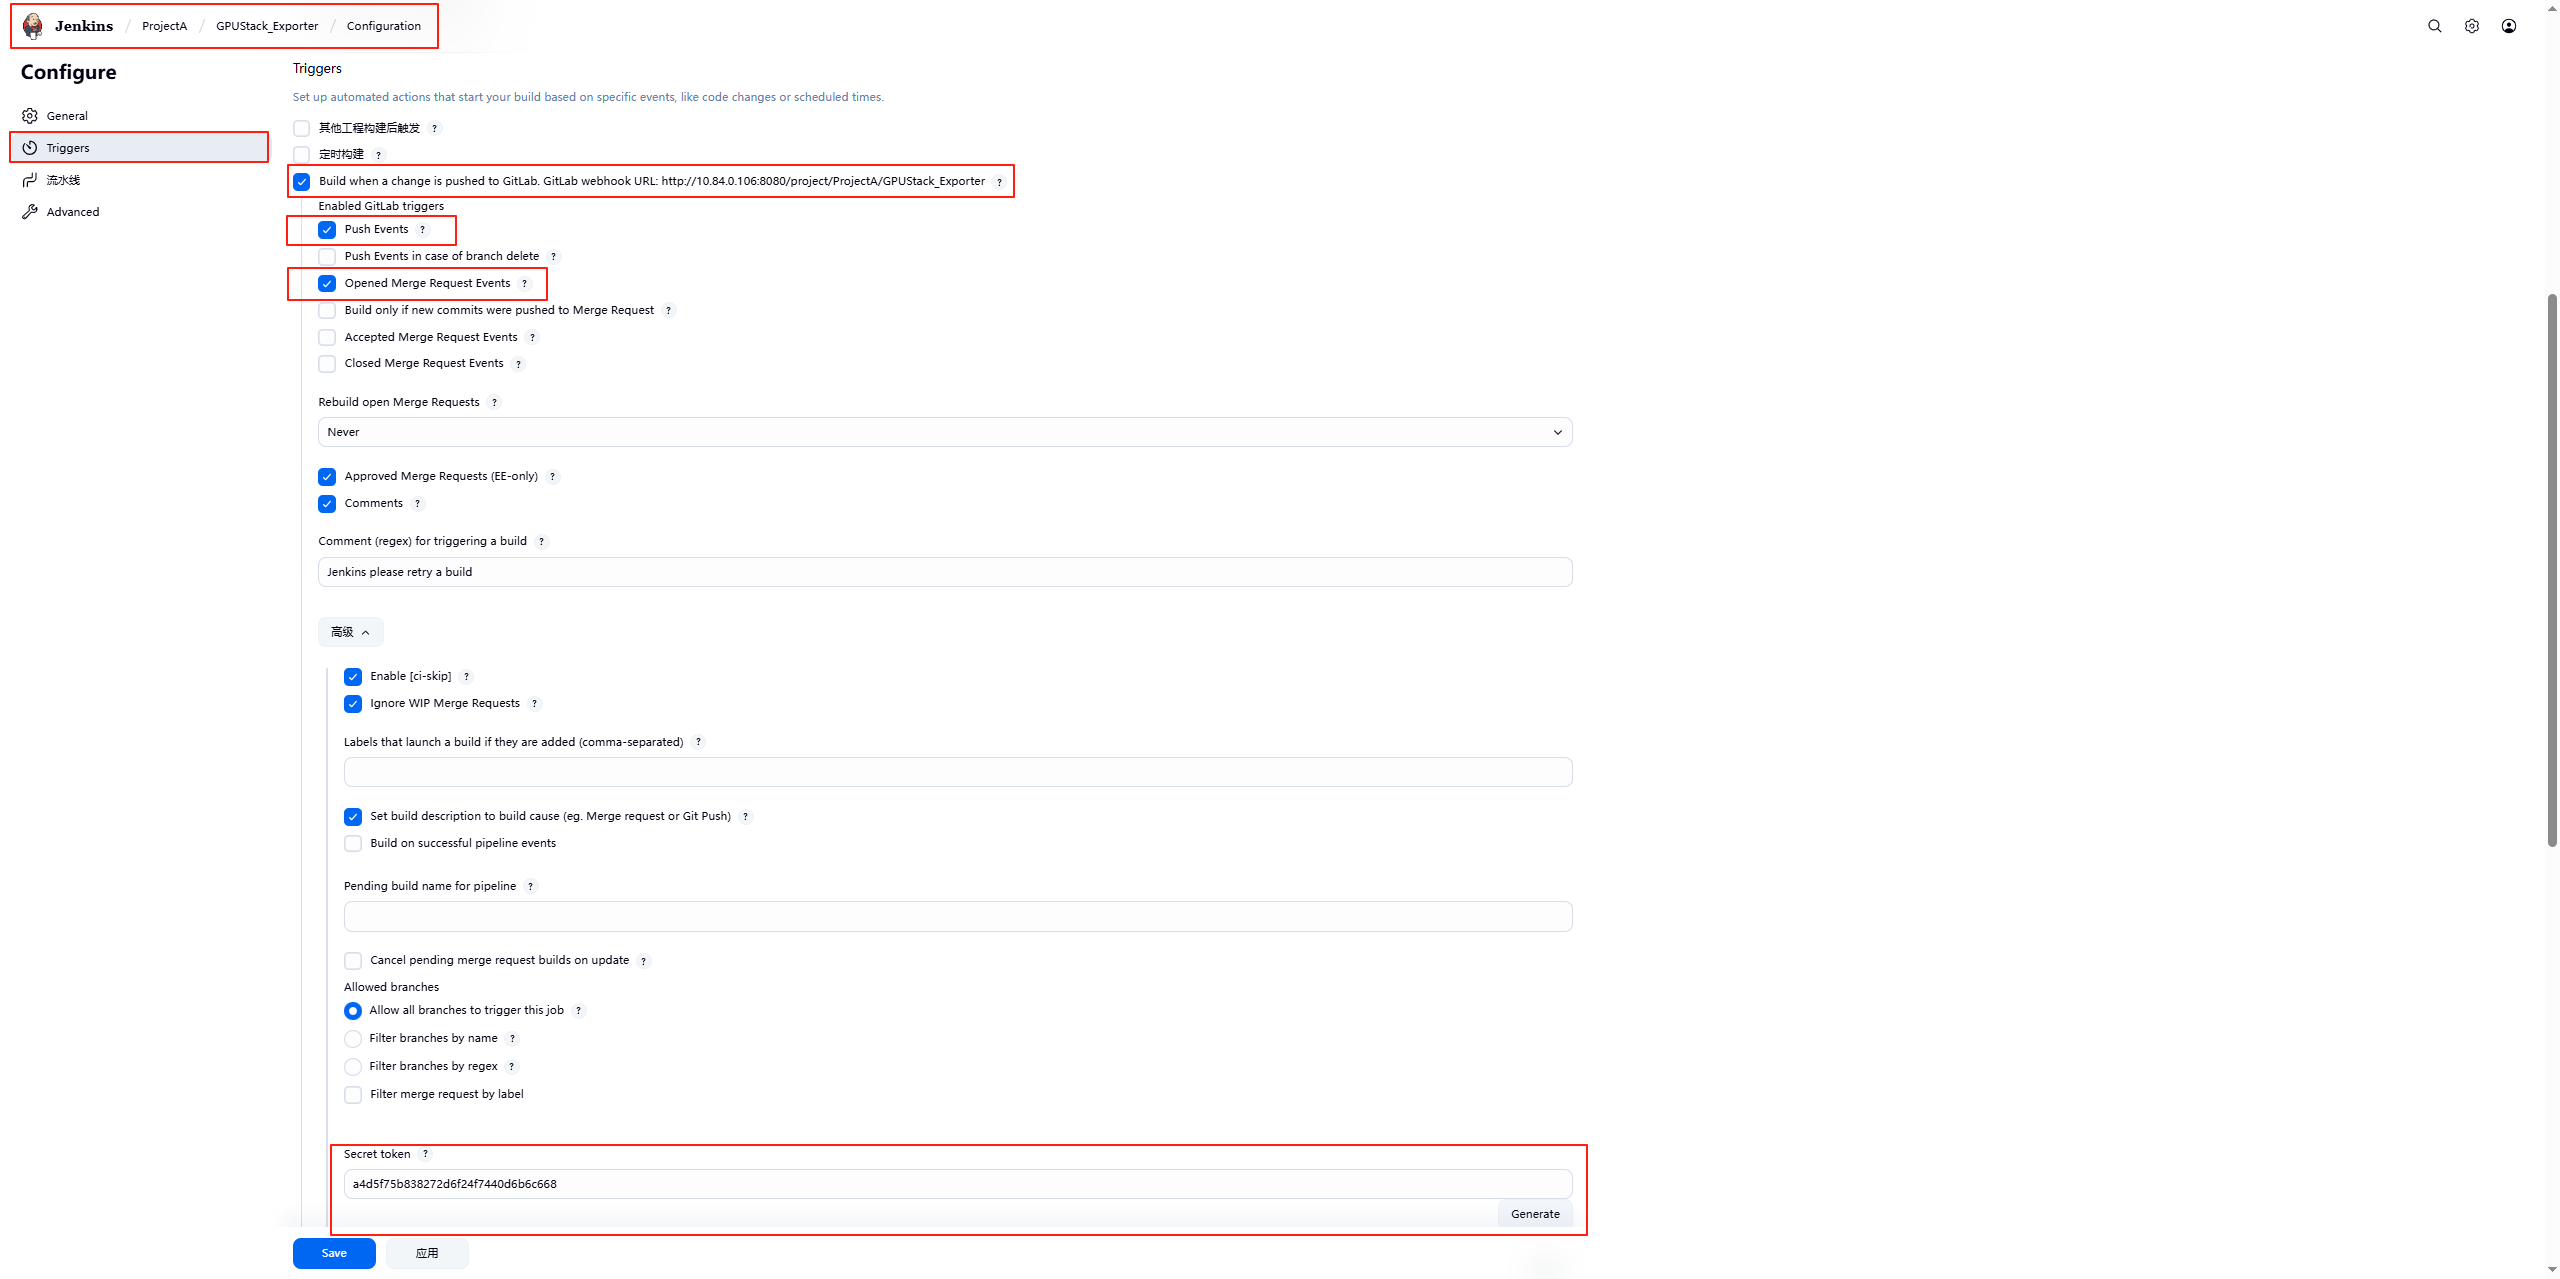 Jenkins / ProjectA / GPUStack_Exporter / Configuration
Configure
General
Triggers
流水线
Advanced
Triggers
Set up automated actions that start your build based on specific events, like code changes or scheduled times.
其他工程构建后触发 ?
定时构建 ?
Build when a change is pushed to GitLab. GitLab webhook URL: http://10.84.0.106:8080/project/ProjectA/GPUStack_Exporter ?
Enabled GitLab triggers
Push Events ?
Push Events in case of branch delete ?
Opened Merge Request Events ?
Build only if new commits were pushed to Merge Request ?
Accepted Merge Request Events ?
Closed Merge Request Events ?
Rebuild open Merge Requests ?
Never
Approved Merge Requests (EE-only) ?
Comments ?
Comment (regex) for triggering a build ?
Jenkins please retry a build
高级
Enable [ci-skip] ?
Ignore WIP Merge Requests ?
Labels that launch a build if they are added (comma-separated) ?
Set build description to build cause (eg. Merge request or Git Push) ?
Build on successful pipeline events
Pending build name for pipeline ?
Cancel pending merge request builds on update ?
Allowed branches
Allow all branches to trigger this job ?
Filter branches by name ?
Filter branches by regex ?
Filter merge request by label
Secret token ?
a4d5f75b838272d6f24f7440d6b6c668
Generate
Save
应用